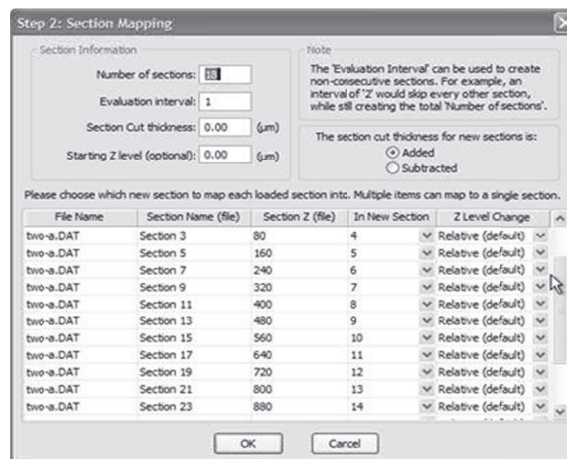 Step 2: Section Mapping
Section Information
Number of sections: 18
Evaluation interval: 1
Section Cut thickness: 0.00 (µm)
Starting Z level (optional): 0.00 (µm)
Note
The 'Evaluation Interval' can be used to create
non-consecutive sections. For example, an
interval of '2' would skip every other section,
while still creating the total 'Number of sections'.
The section cut thickness for new sections is:
Added
Subtracted
Please choose which new section to map each loaded section into. Multiple items can map to a single section.
File Name Section Name (file) Section Z (file) In New Section Z Level Change
two-a.DAT Section 3 80 4 Relative (default)
two-a.DAT Section 5 160 5 Relative (default)
two-a.DAT Section 7 240 6 Relative (default)
two-a.DAT Section 9 320 7 Relative (default)
two-a.DAT Section 11 400 8 Relative (default)
two-a.DAT Section 13 480 9 Relative (default)
two-a.DAT Section 15 560 10 Relative (default)
two-a.DAT Section 17 640 11 Relative (default)
two-a.DAT Section 19 720 12 Relative (default)
two-a.DAT Section 21 800 13 Relative (default)
two-a.DAT Section 23 880 14 Relative (default)
OK Cancel